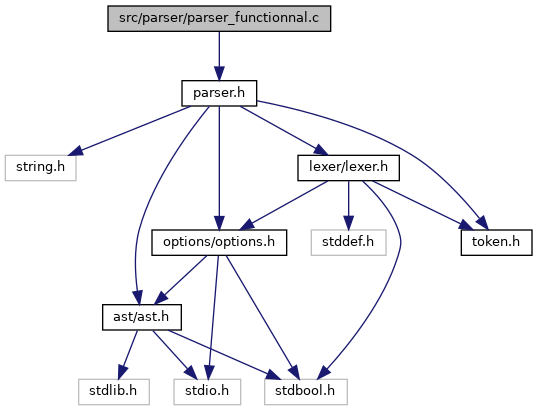 src/parser/parser_functionnal.c
parser.h
string.h
lexer/lexer.h
options/options.h
stddef.h
token.h
ast/ast.h
stdlib.h
stdio.h
stdbool.h